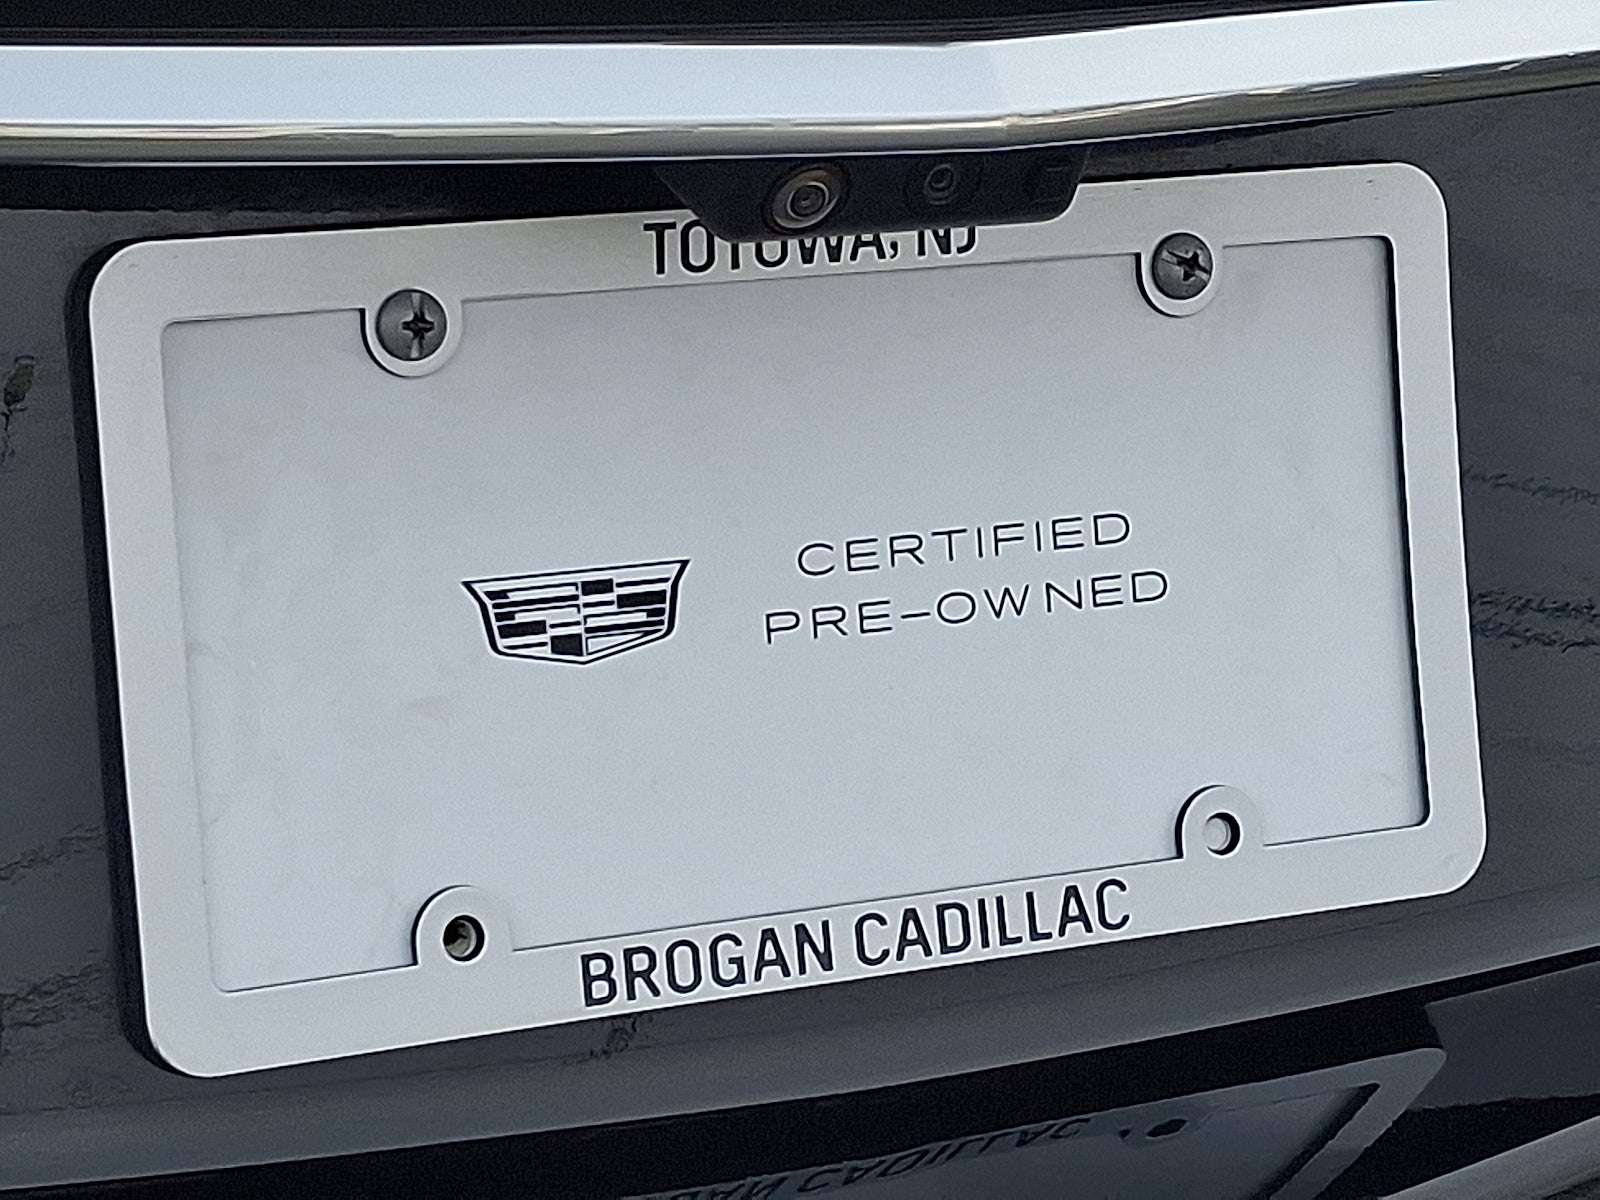 TOTOWA, NJ
CERTIFIED
PRE-OWNED
BROGAN CADILLAC